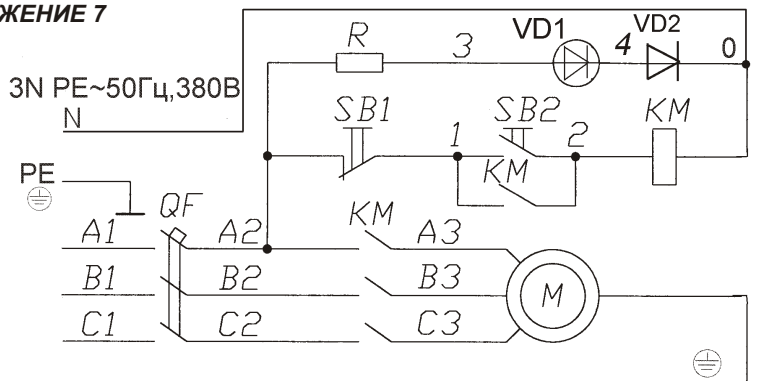 ЖЕНИЕ 7
R 3 VD1 4 VD2 0
3N PE~50Гц,380В
N
SB1 1 SB2 2 KM
KM
PE
QF
A1 A2 KM A3
B1 B2 B3
M
C1 C2 C3